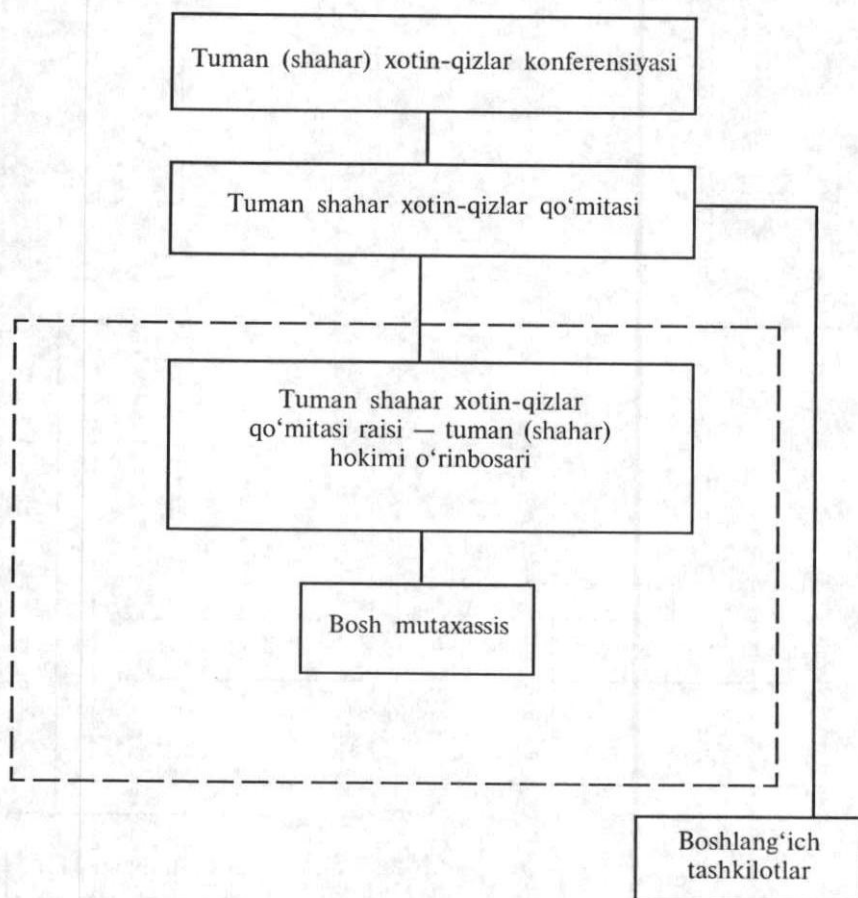 Tuman (shahar) xotin-qizlar konferensiyasi
Tuman shahar xotin-qizlar qo‘mitasi
Tuman shahar xotin-qizlar
qo‘mitasi raisi — tuman (shahar)
hokimi o‘rinbosari
Bosh mutaxassis
Boshlang‘ich
tashkilotlar